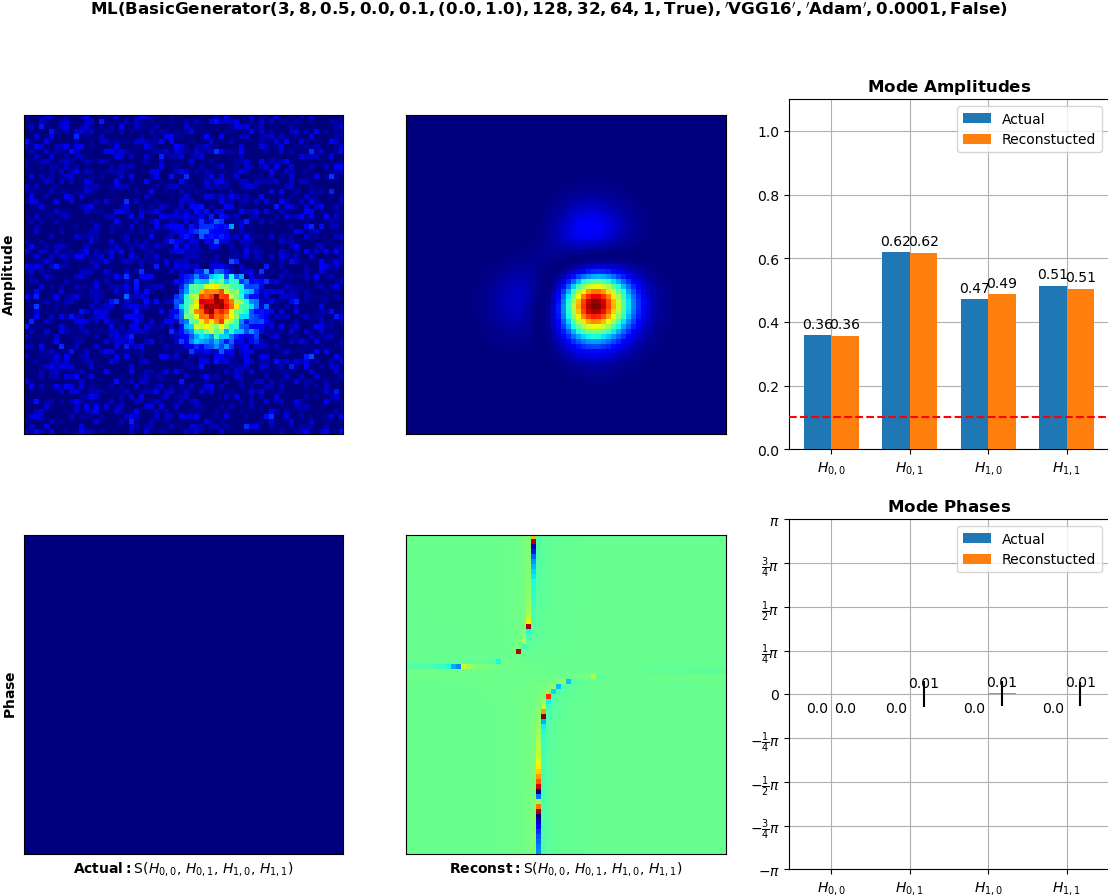 ML(BasicGenerator(3, 8, 0.5, 0.0, 0.1, (0.0, 1.0), 128, 32, 64, 1, True), 'VGG16', 'Adam', 0.0001, False)
Amplitude
Mode Amplitudes
Actual
Reconstucted
1.0
0.8
0.6
0.4
0.2
0.0
0.36 0.36
0.62 0.62
0.47 0.49
0.51 0.51
H0,0 H0,1 H1,0 H1,1
Phase
Actual: S(H0,0, H0,1, H1,0, H1,1)
Reconst: S(H0,0, H0,1, H1,0, H1,1)
Mode Phases
Actual
Reconstucted
π
3/4π
1/2π
1/4π
0
−1/4π
−1/2π
−3/4π
−π
0.0 0.0
0.0 0.01
0.0 0.01
0.0 0.01
H0,0 H0,1 H1,0 H1,1